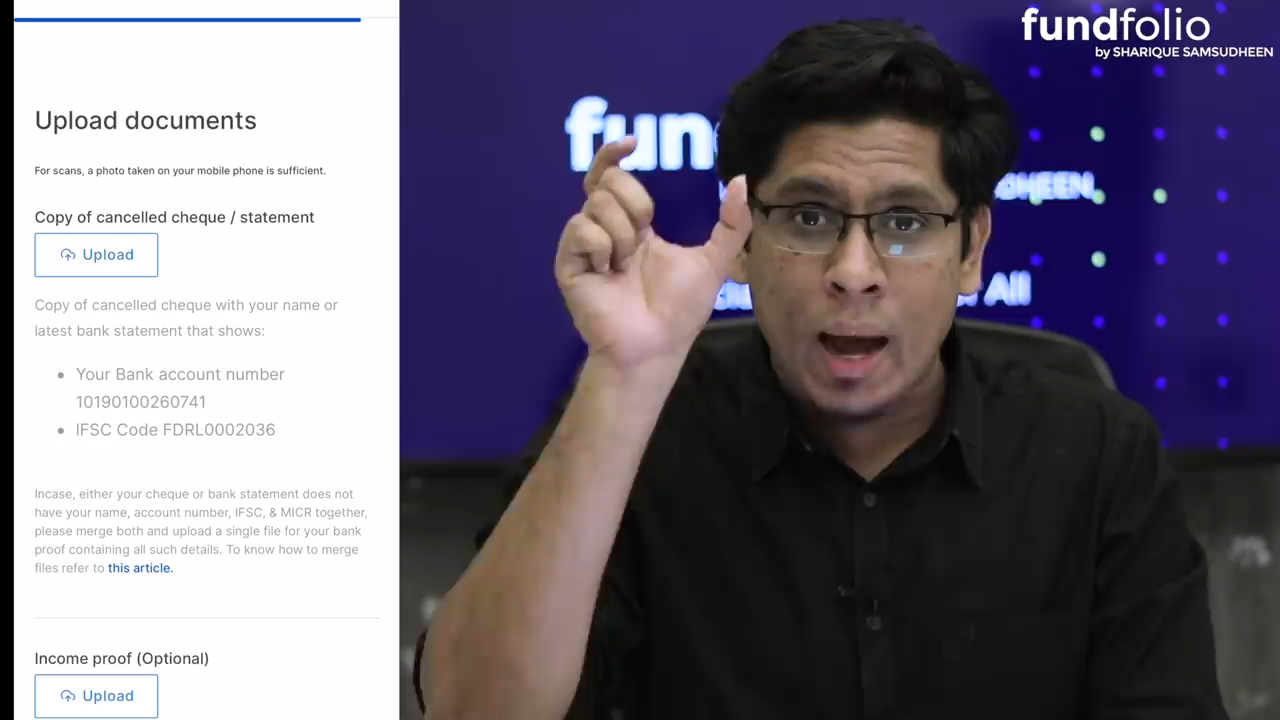 Upload documents
For scans, a photo taken on your mobile phone is sufficient.
Copy of cancelled cheque / statement
Upload
Copy of cancelled cheque with your name or
latest bank statement that shows:
• Your Bank account number
10190100260741
• IFSC Code FDRL0002036
Incase, either your cheque or bank statement does not
have your name, account number, IFSC, & MICR together,
please merge both and upload a single file for your bank
proof containing all such details. To know how to merge
files refer to this article.
Income proof (Optional)
Upload
fundfolio
by SHARIQUE SAMSUDHEEN
fun
All